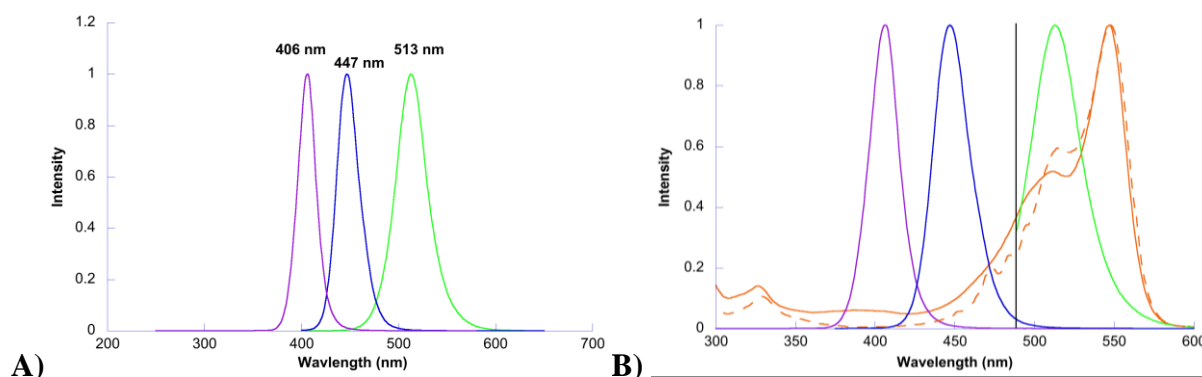 1.2
1
0.8
0.6
0.4
0.2
0
Intensity
406 nm
447 nm
513 nm
200 300 400 500 600 700
Wavlength (nm)
A)
1
0.8
0.6
0.4
0.2
0
Intensity
300 350 400 450 500 550 600
Wavelength (nm)
B)